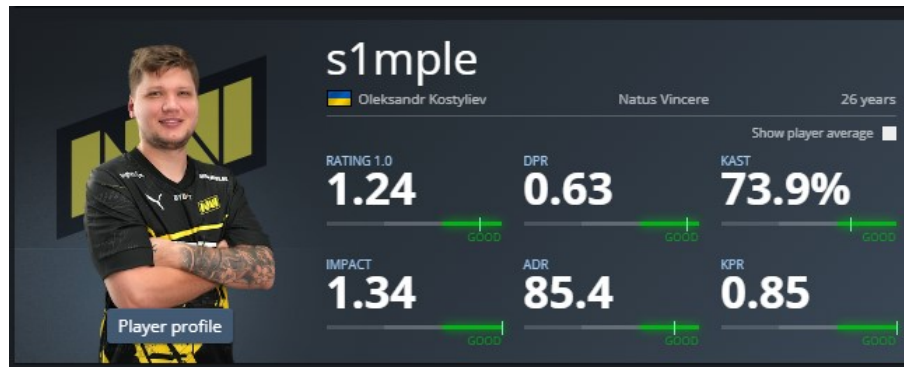 s1mple
Oleksandr Kostyliev Natus Vincere 26 years
Show player average
RATING 1.0 DPR KAST
1.24 0.63 73.9%
GOOD GOOD GOOD
IMPACT ADR KPR
1.34 85.4 0.85
GOOD GOOD GOOD
Player profile